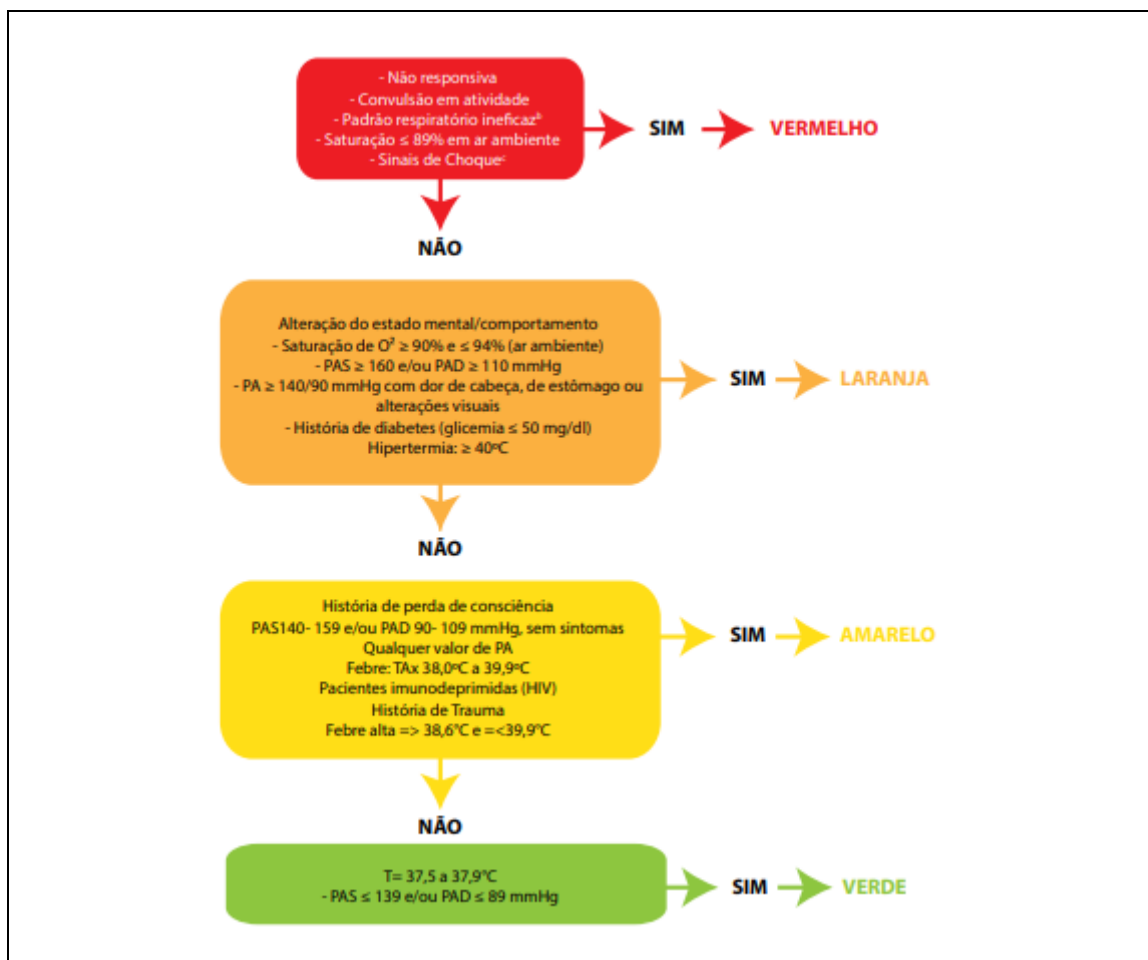 - Não responsiva
- Convulsão em atividade
- Padrão respiratório ineficazᵇ
- Saturação ≤ 89% em ar ambiente
- Sinais de Choqueᶜ
SIM
VERMELHO
NÃO
Alteração do estado mental/comportamento
- Saturação de O² ≥ 90% e ≤ 94% (ar ambiente)
- PAS ≥ 160 e/ou PAD ≥ 110 mmHg
- PA ≥ 140/90 mmHg com dor de cabeça, de estômago ou
alterações visuais
- História de diabetes (glicemia ≤ 50 mg/dl)
Hipertermia: ≥ 40ºC
SIM
LARANJA
NÃO
História de perda de consciência
PAS140- 159 e/ou PAD 90- 109 mmHg, sem sintomas
Qualquer valor de PA
Febre: TAx 38,0ºC a 39,9ºC
Pacientes imunodeprimidas (HIV)
História de Trauma
Febre alta => 38,6°C e =<39,9°C
SIM
AMARELO
NÃO
T= 37,5 a 37,9°C
- PAS ≤ 139 e/ou PAD ≤ 89 mmHg
SIM
VERDE